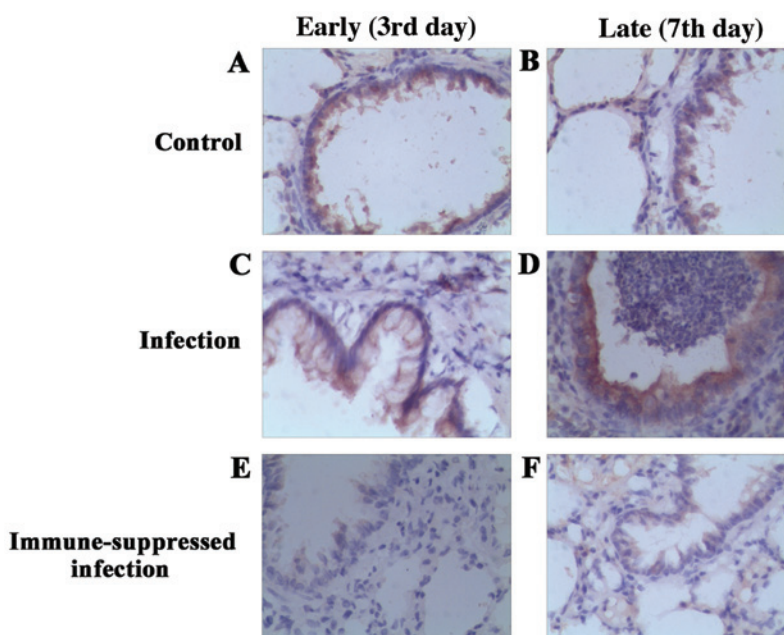 Early (3rd day)
Late (7th day)
A
B
Control
C
D
Infection
E
F
Immune-suppressed
infection